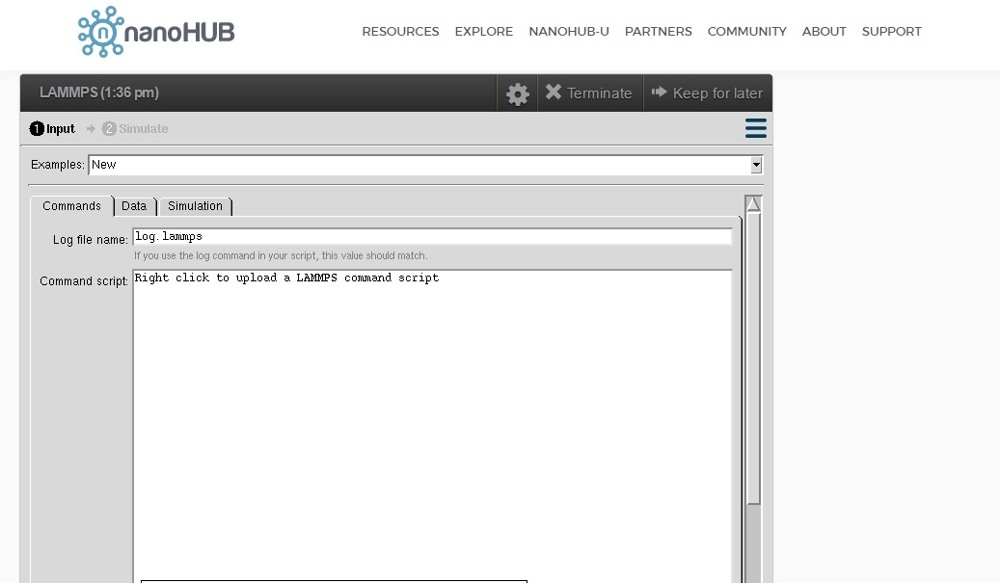 n nanoHUB
RESOURCES EXPLORE NANOHUB-U PARTNERS COMMUNITY ABOUT SUPPORT
LAMMPS (1:36 pm) Terminate Keep for later
1 Input 2 Simulate
Examples: New
Commands Data Simulation
Log file name: log.lammps
If you use the log command in your script, this value should match.
Command script: Right click to upload a LAMMPS command script